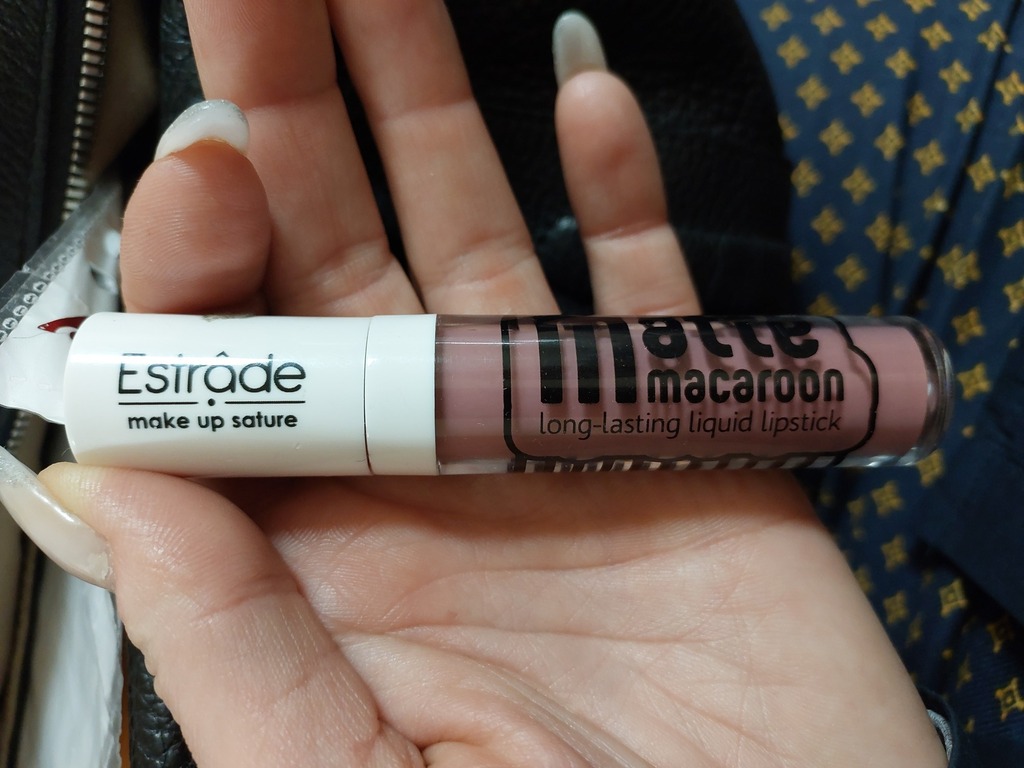 Estrâde
make up sature
matte
macaroon
long-lasting liquid lipstick